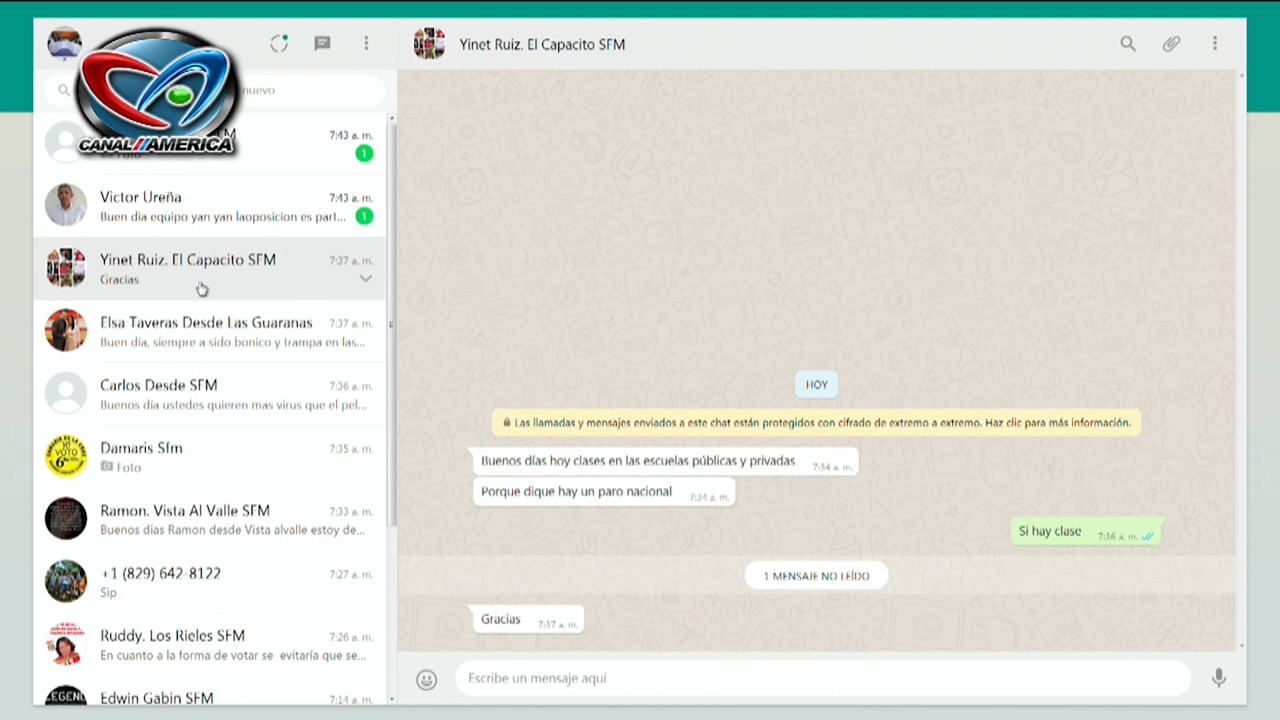 Yinet Ruiz. El Capacito SFM
nuevo
CANAL//AMERICA
7:43 a. m.
Foto
1
Victor Ureña
7:43 a. m.
Buen dia equipo yan yan laoposicion es part...
1
Yinet Ruiz. El Capacito SFM
7:37 a. m.
Gracias
Elsa Taveras Desde Las Guaranas
7:37 a. m.
Buen día, siempre a sido bonico y trampa en las...
Carlos Desde SFM
7:36 a. m.
Buenos día ustedes quieren mas virus que el pel...
Damaris Sfm
7:35 a. m.
Foto
VOTO
6
Ramon. Vista Al Valle SFM
7:33 a. m.
Buenos dias Ramon desde Vista alvalle estoy de...
+1 (829) 642-8122
7:27 a. m.
Sip
Ruddy. Los Rieles SFM
7:26 a. m.
En cuanto a la forma de votar se evitaría que se...
LEGEN
Edwin Gabin SFM
7:14 a. m.
HOY
Las llamadas y mensajes enviados a este chat están protegidos con cifrado de extremo a extremo. Haz clic para más información.
Buenos días hoy clases en las escuelas públicas y privadas
7:34 a. m.
Porque dique hay un paro nacional
7:34 a. m.
Si hay clase
7:36 a. m.
1 MENSAJE NO LEÍDO
Gracias
7:37 a. m.
Escribe un mensaje aquí